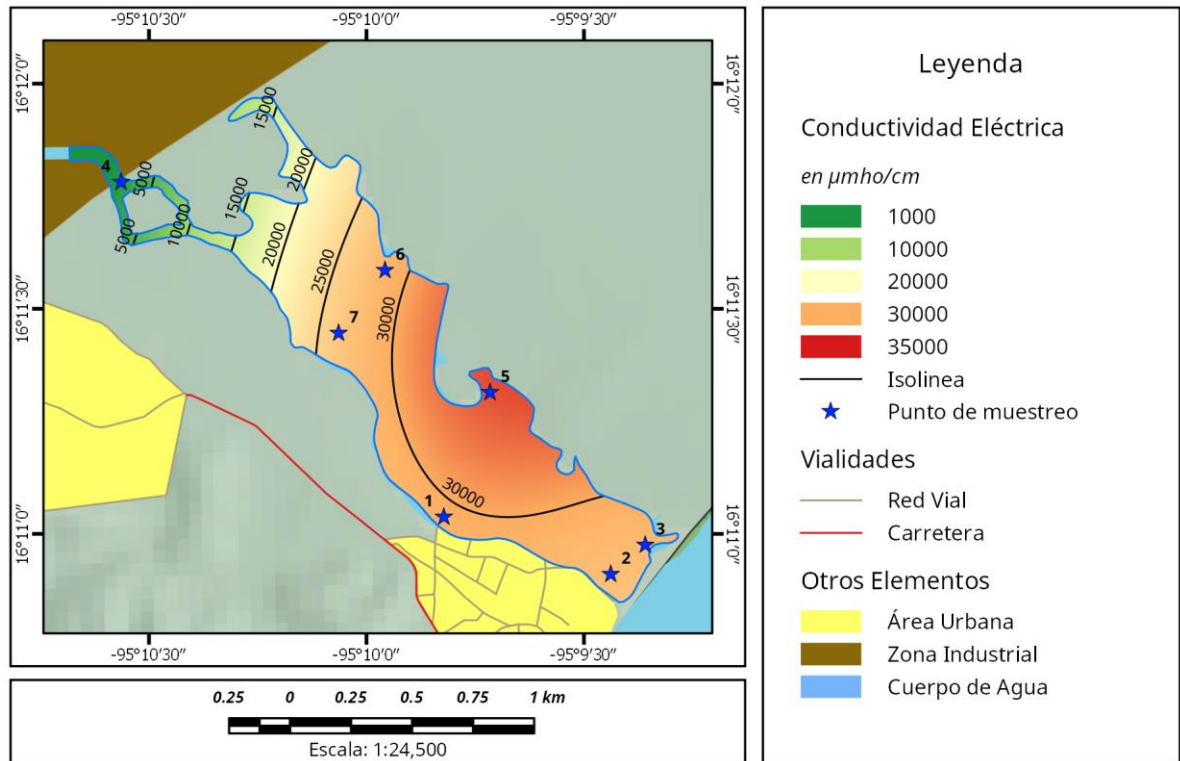 -95°10′30″
-95°10′0″
-95°9′30″
16°12′0″
16°12′0″
15000
4
5000
20000
15000
5000
10000
20000
25000
6
7
30000
16°11′30″
16°11′30″
5
30000
1
3
2
16°11′0″
16°11′0″
-95°10′30″
-95°10′0″
-95°9′30″
0.25 0 0.25 0.5 0.75 1 km
Escala: 1:24,500
Leyenda
Conductividad Eléctrica
en µmho/cm
1000
10000
20000
30000
35000
Isolinea
Punto de muestreo
Vialidades
Red Vial
Carretera
Otros Elementos
Área Urbana
Zona Industrial
Cuerpo de Agua